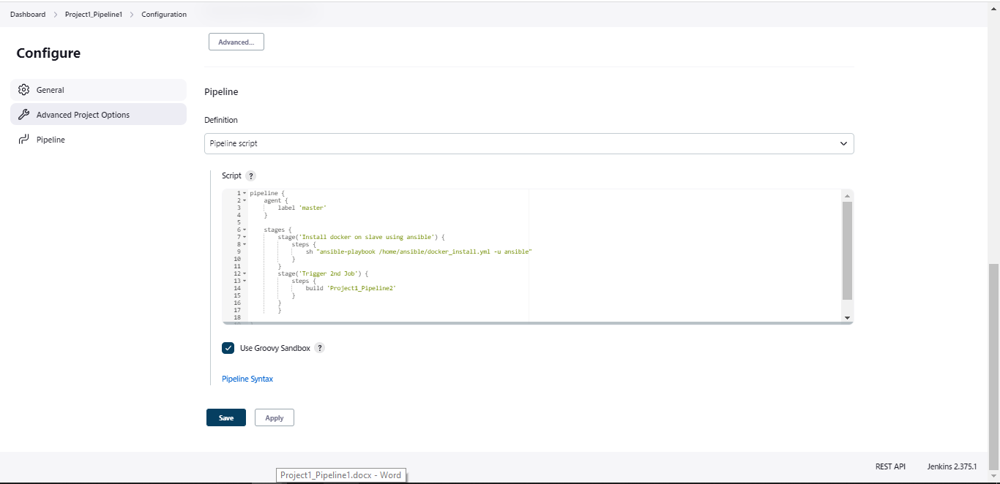 Dashboard > Project1_Pipeline1 > Configuration
Configure
General
Advanced Project Options
Pipeline
Advanced...
Pipeline
Definition
Pipeline script
Script ?
1 pipeline {
2     agent {
3         label 'master'
4     }
5
6     stages {
7         stage('Install docker on slave using ansible') {
8             steps {
9                 sh "ansible-playbook /home/ansible/docker_install.yml -u ansible"
10             }
11         }
12         stage('Trigger 2nd Job') {
13             steps {
14                 build 'Project1_Pipeline2'
15             }
16         }
17         }
18
Use Groovy Sandbox ?
Pipeline Syntax
Save Apply
REST API Jenkins 2.375.1
Project1_Pipeline1.docx - Word